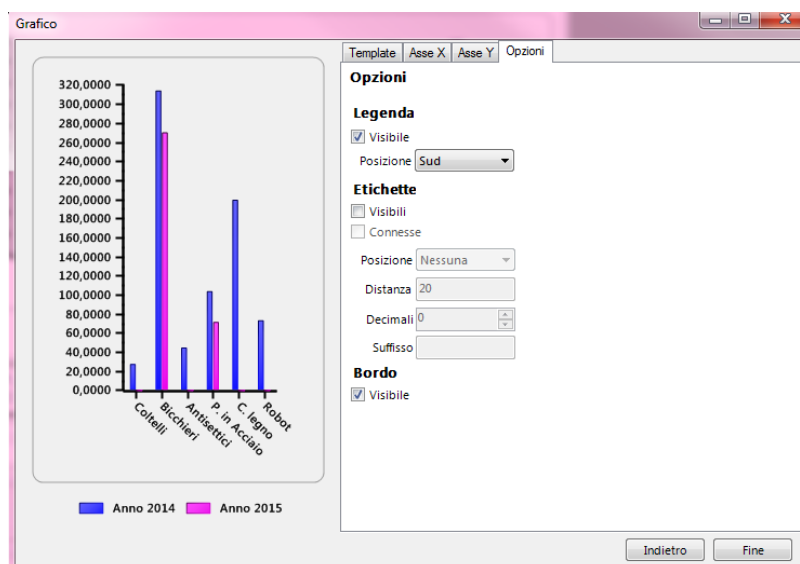 Grafico
Template Asse X Asse Y Opzioni
Opzioni
Legenda
Visibile
Posizione Sud
Etichette
Visibili
Connesse
Posizione Nessuna
Distanza 20
Decimali 0
Suffisso
Bordo
Visibile
320,0000
300,0000
280,0000
260,0000
240,0000
220,0000
200,0000
180,0000
160,0000
140,0000
120,0000
100,0000
80,0000
60,0000
40,0000
20,0000
0,0000
Coltelli
Bicchieri
Antisettici
P. in Acciaio
C. legno
Robot
Anno 2014 Anno 2015
Indietro Fine